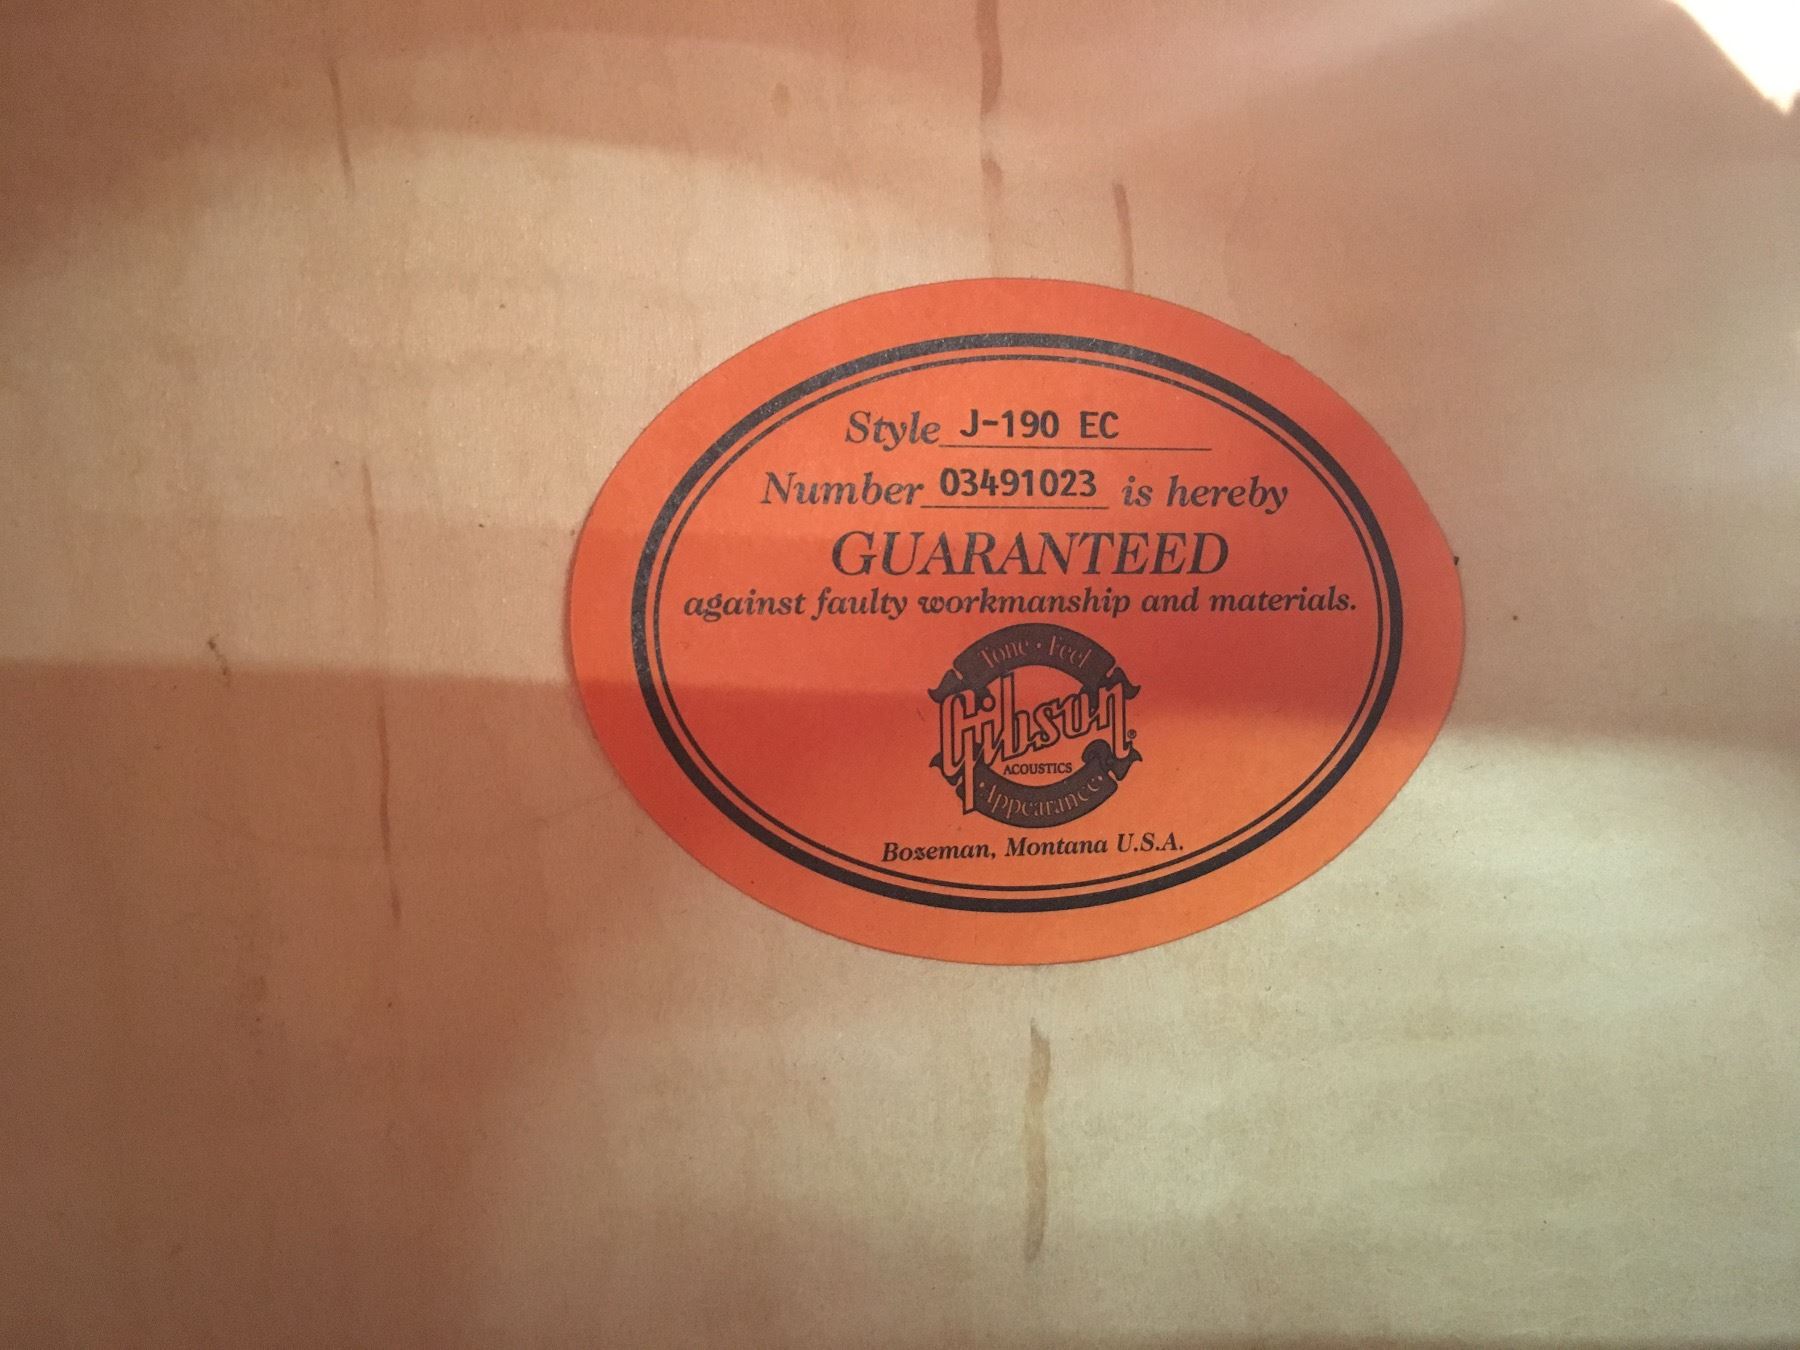 Style J-190 EC
Number 03491023 is hereby
GUARANTEED
against faulty workmanship and materials.
Tone • Feel
Gibson®
ACOUSTICS
• Appearance •
Bozeman, Montana U.S.A.